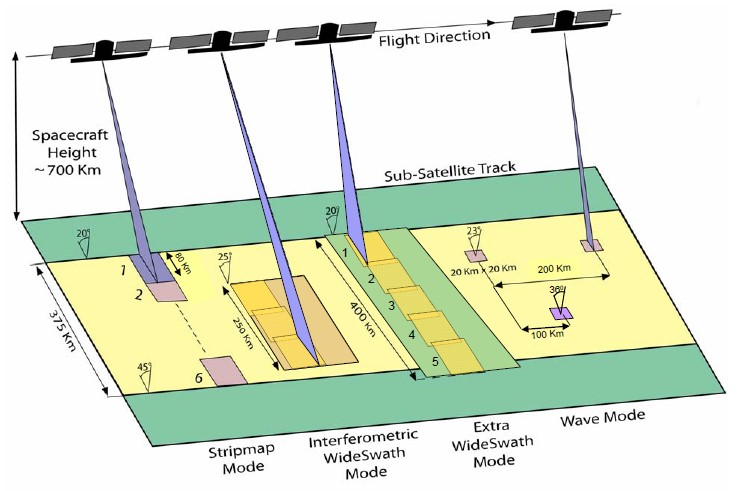 Flight Direction
Spacecraft
Height
~700 Km
Sub-Satellite Track
20°
1
80 Km
2
25°
20°
1
2
3
4
5
23°
20 Km x 20 Km
200 Km
36°
100 Km
375 Km
250 Km
400 Km
45°
6
Stripmap
Mode
Interferometric
WideSwath
Mode
Extra
WideSwath
Mode
Wave Mode